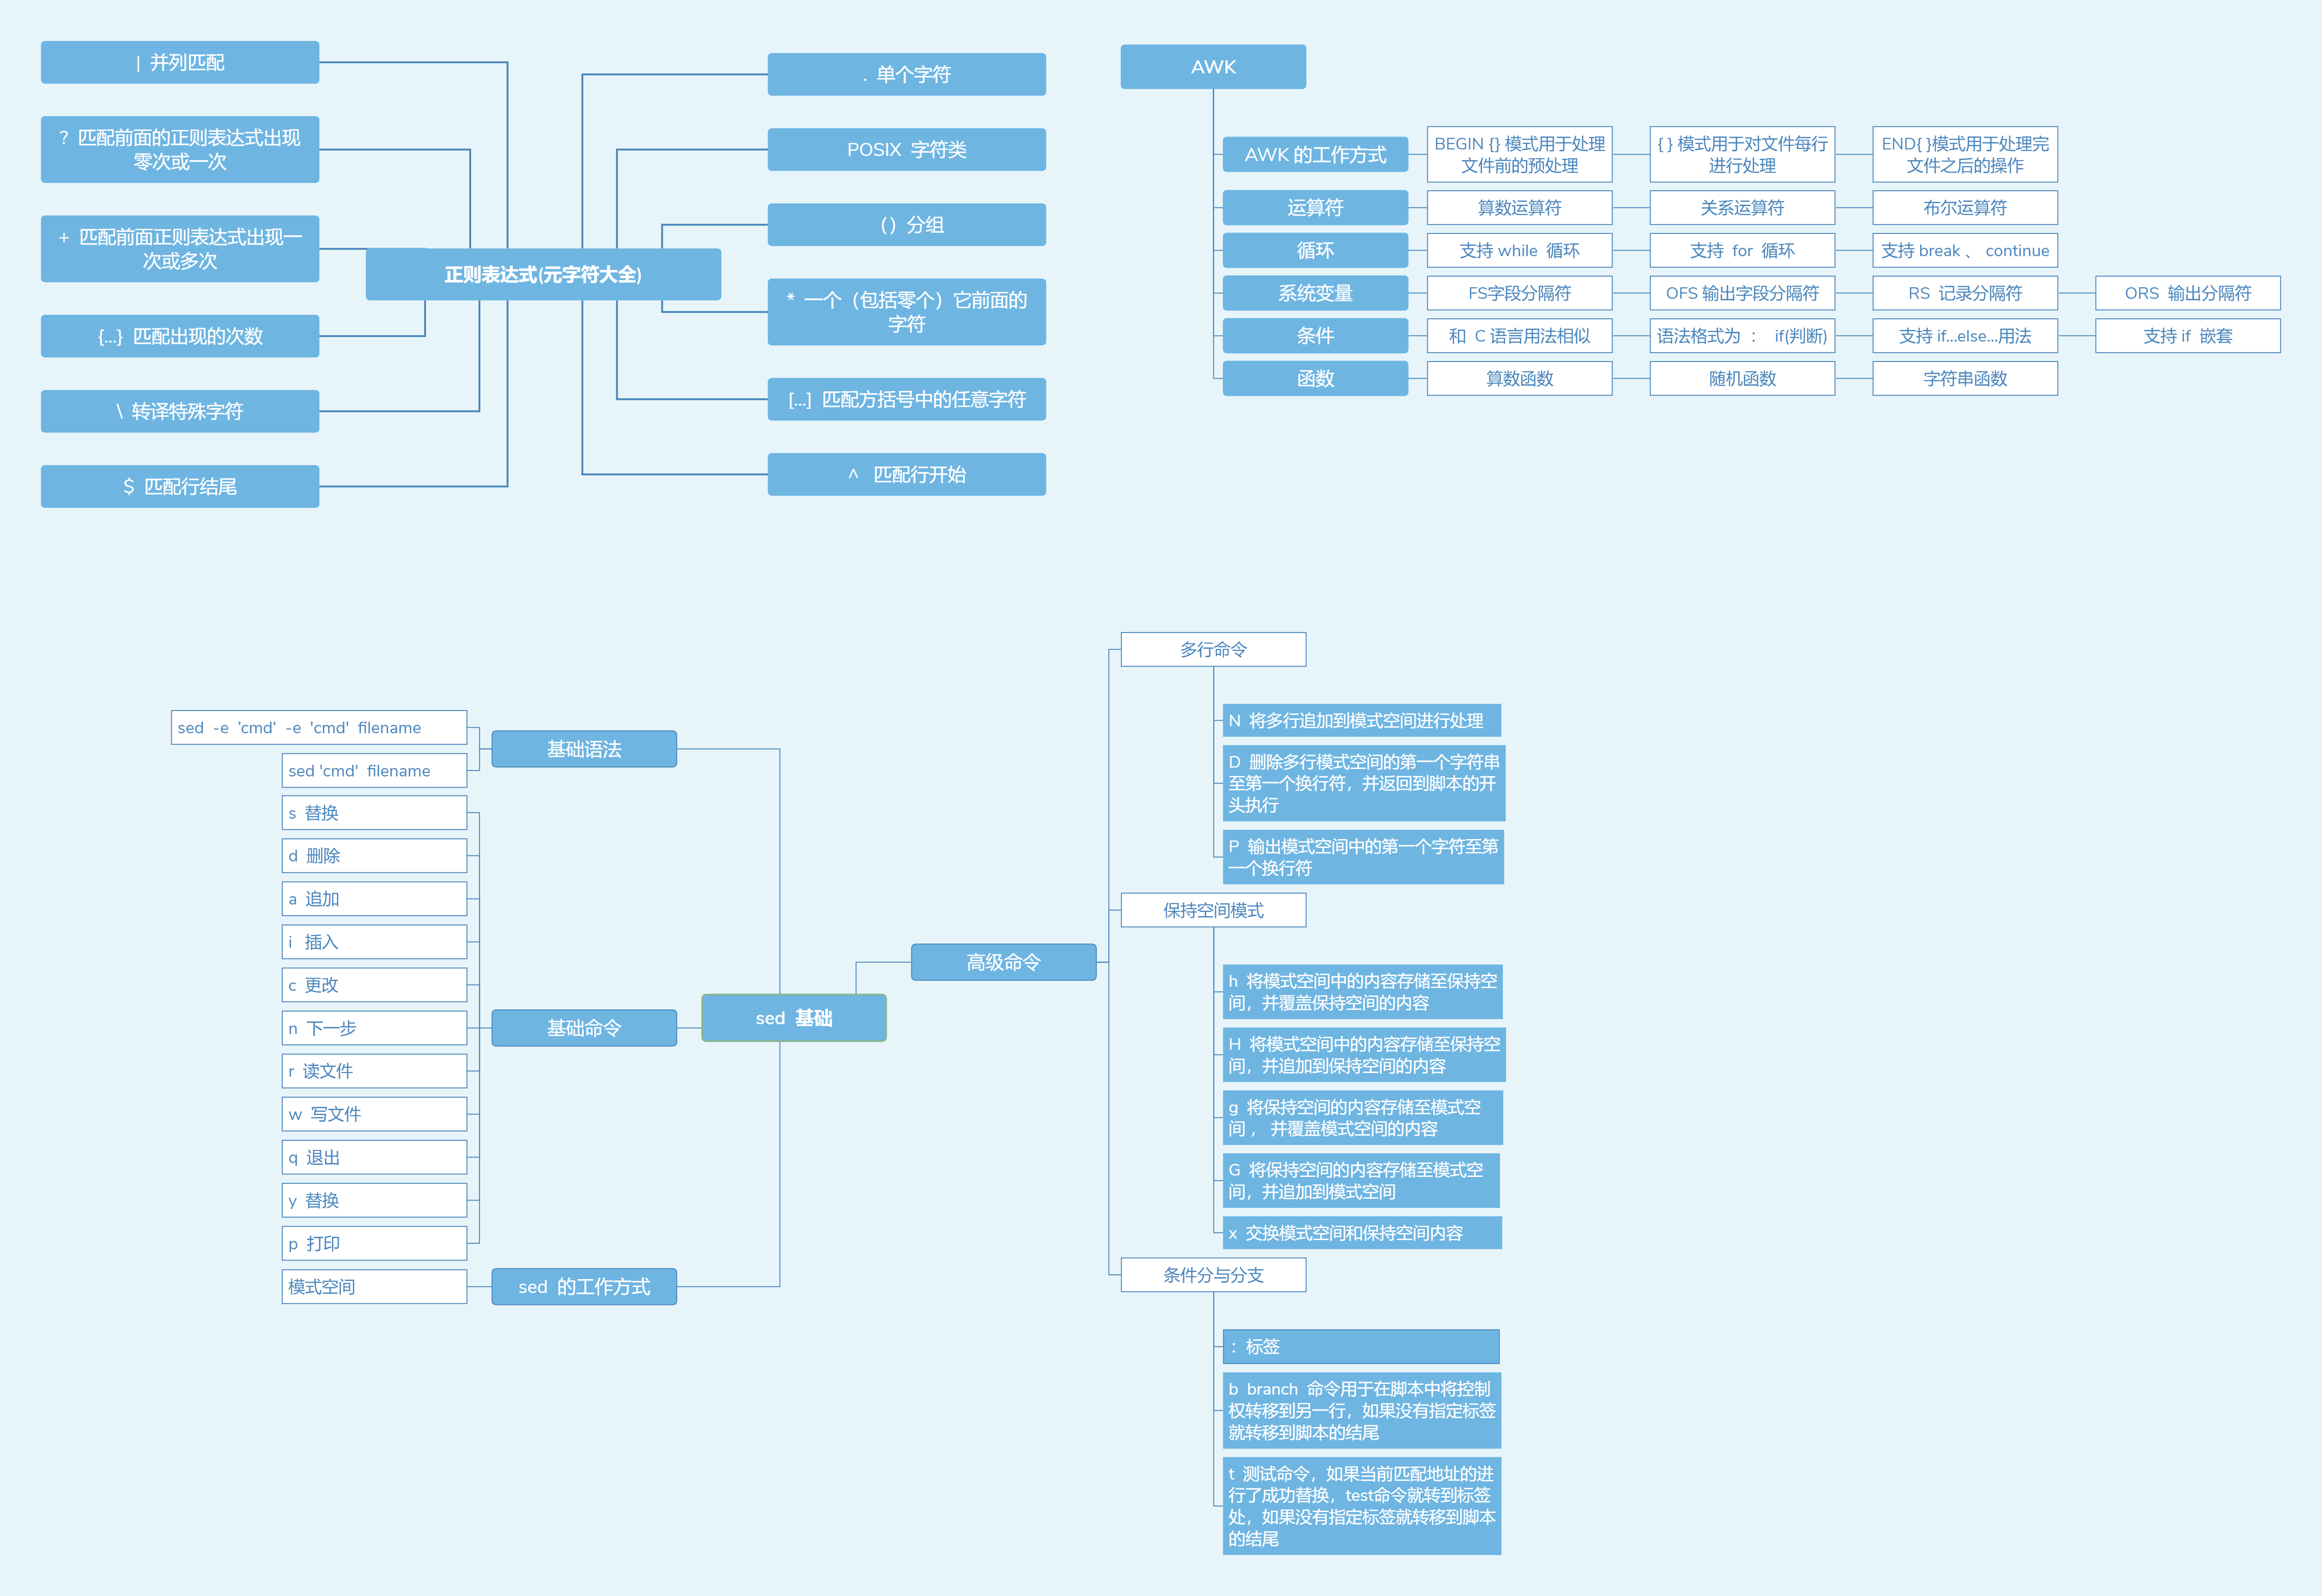 | 并列匹配
? 匹配前面的正则表达式出现
零次或一次
+ 匹配前面正则表达式出现一
次或多次
{...} 匹配出现的次数
\ 转译特殊字符
$ 匹配行结尾
正则表达式(元字符大全)
. 单个字符
POSIX 字符类
( ) 分组
* 一个（包括零个）它前面的
字符
[...] 匹配方括号中的任意字符
^ 匹配行开始
AWK
AWK 的工作方式
BEGIN {} 模式用于处理
文件前的预处理
{ } 模式用于对文件每行
进行处理
END{ }模式用于处理完
文件之后的操作
运算符
算数运算符
关系运算符
布尔运算符
循环
支持 while 循环
支持 for 循环
支持 break 、 continue
系统变量
FS字段分隔符
OFS 输出字段分隔符
RS 记录分隔符
ORS 输出分隔符
条件
和 C 语言用法相似
语法格式为 ： if(判断)
支持 if...else...用法
支持 if 嵌套
函数
算数函数
随机函数
字符串函数
sed -e ’cmd‘ -e 'cmd' filename
sed 'cmd' filename
基础语法
s 替换
d 删除
a 追加
i 插入
c 更改
n 下一步
r 读文件
w 写文件
q 退出
y 替换
p 打印
基础命令
模式空间
sed 的工作方式
sed 基础
高级命令
多行命令
N 将多行追加到模式空间进行处理
D 删除多行模式空间的第一个字符串
至第一个换行符，并返回到脚本的开
头执行
P 输出模式空间中的第一个字符至第
一个换行符
保持空间模式
h 将模式空间中的内容存储至保持空
间，并覆盖保持空间的内容
H 将模式空间中的内容存储至保持空
间，并追加到保持空间的内容
g 将保持空间的内容存储至模式空
间 ， 并覆盖模式空间的内容
G 将保持空间的内容存储至模式空
间，并追加到模式空间
x 交换模式空间和保持空间内容
条件分与分支
： 标签
b branch 命令用于在脚本中将控制
权转移到另一行，如果没有指定标签
就转移到脚本的结尾
t 测试命令，如果当前匹配地址的进
行了成功替换，test命令就转到标签
处，如果没有指定标签就转移到脚本
的结尾